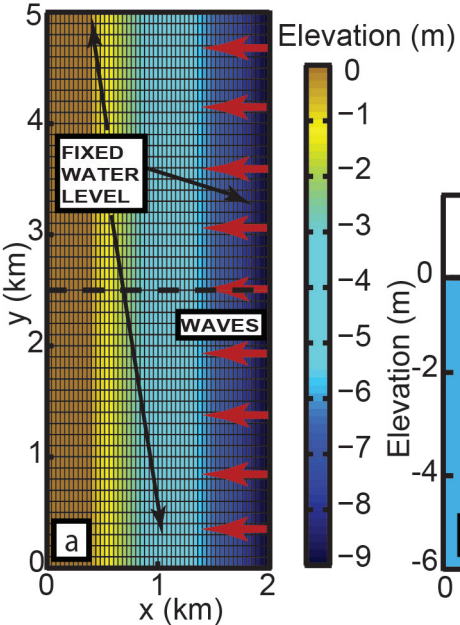 5
4
3
2
1
0
y (km)
FIXED
WATER
LEVEL
WAVES
a
0
1
2
x (km)
Elevation (m)
0
−1
−2
−3
−4
−5
−6
−7
−8
−9
Elevation (m)
0
-2
-4
-6
0